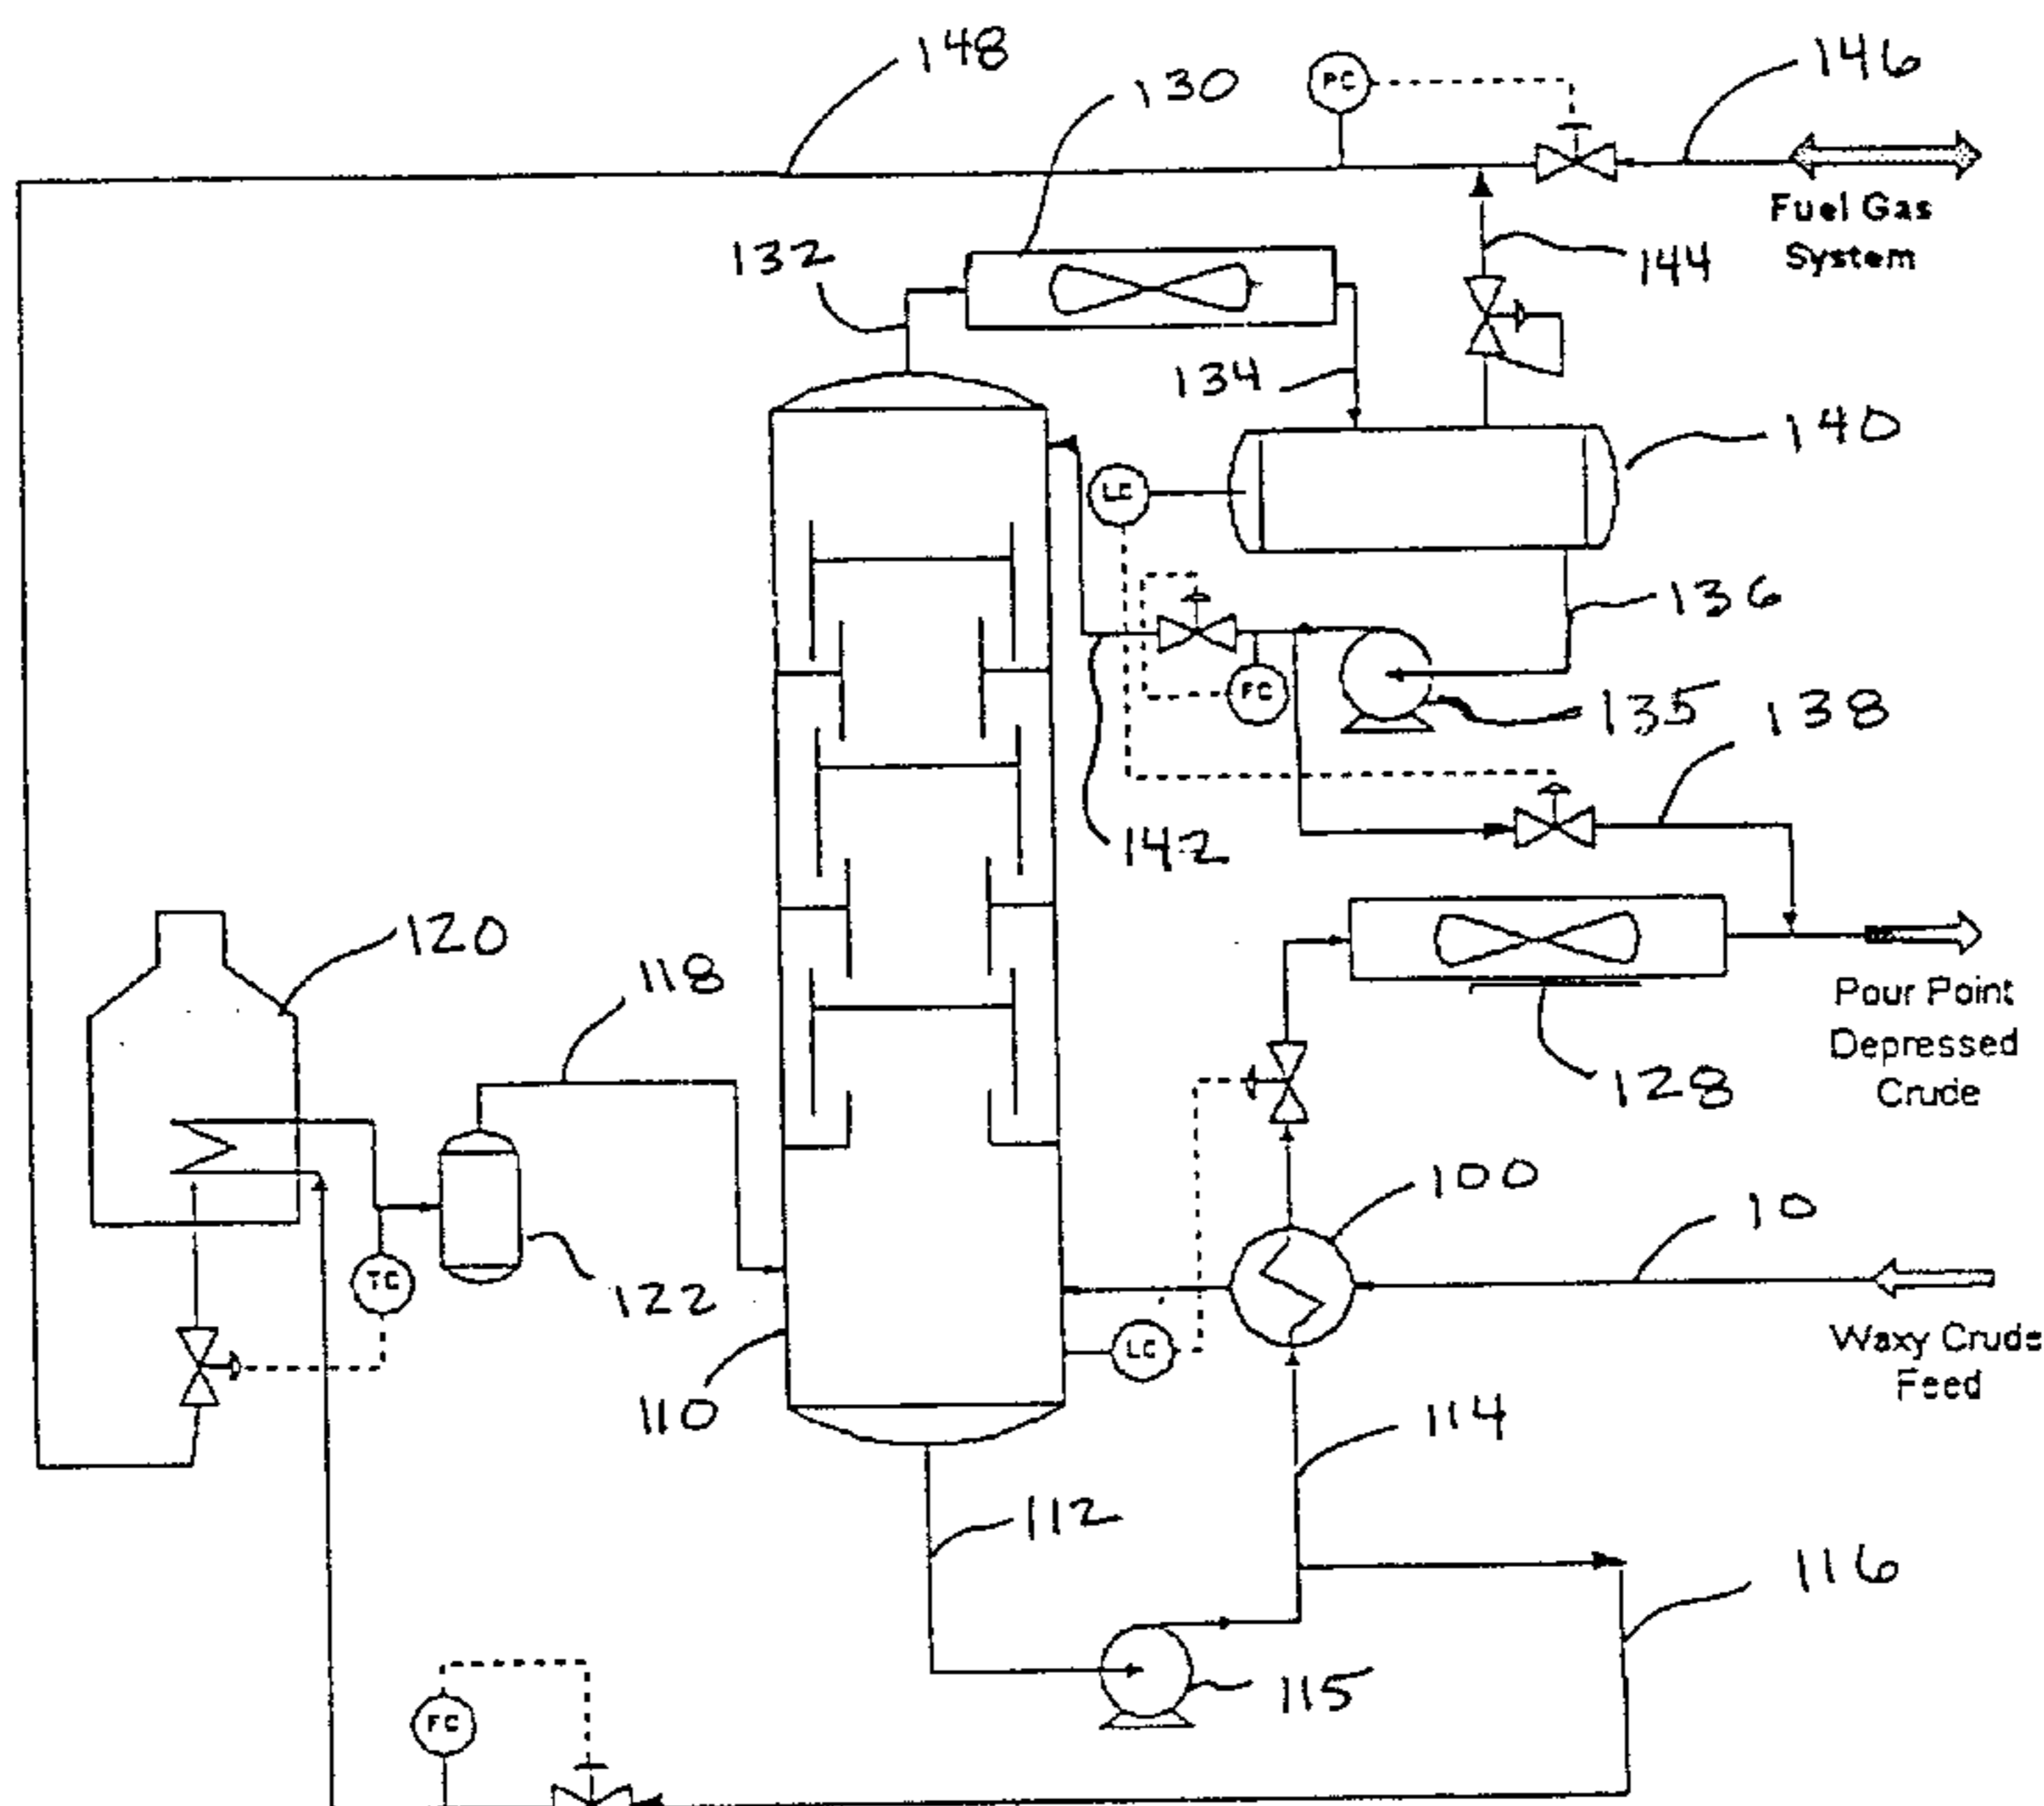 148
130
PC
146
Fuel Gas
System
132
144
134
140
LC
136
FC
135
138
142
120
118
Pour Point
Depressed
Crude
128
100
10
TC
122
LC
Waxy Crude
Feed
110
114
112
116
115
FC